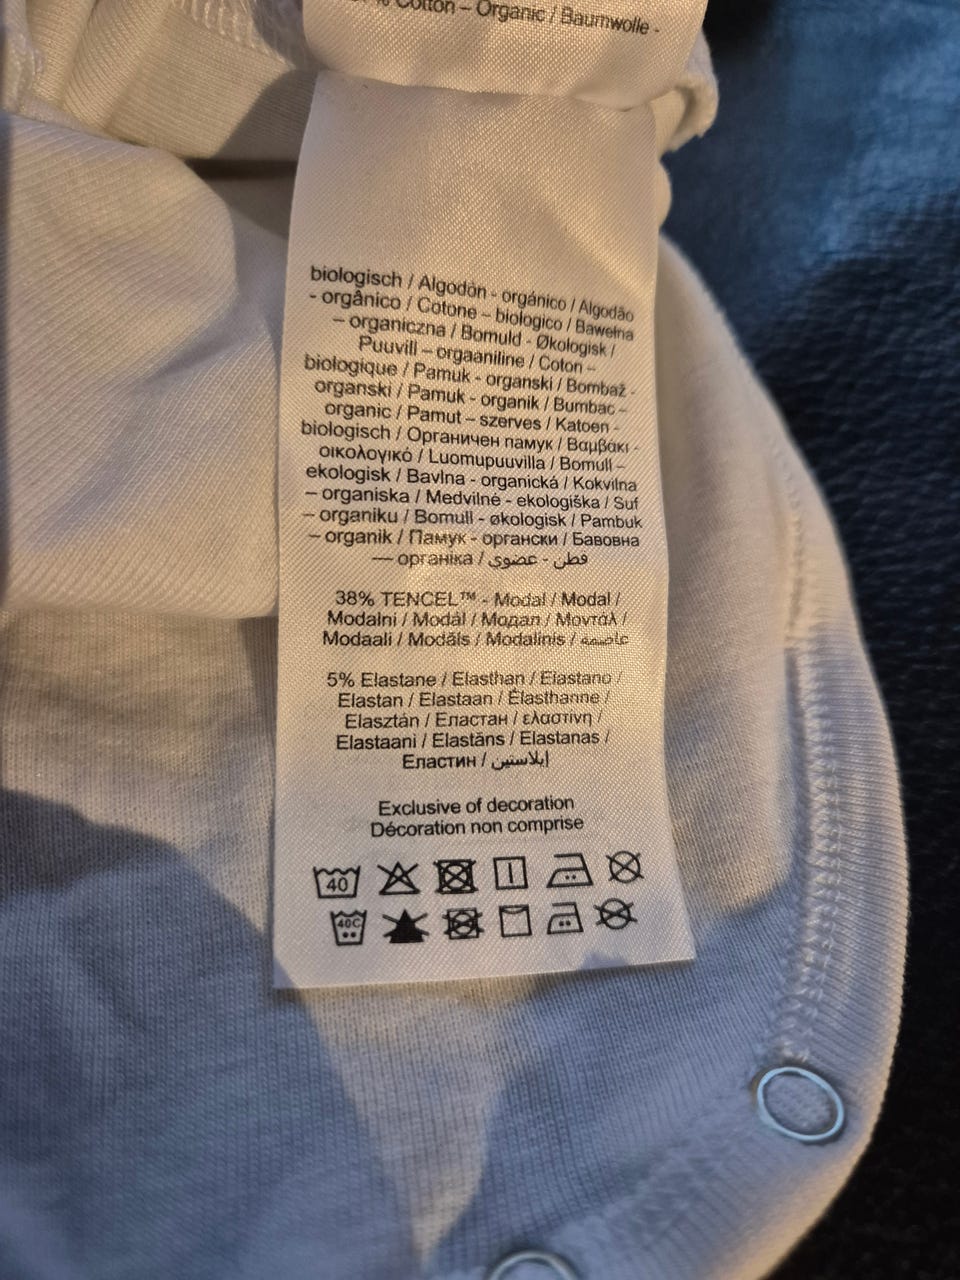 Cotton – Organic / Baumwolle -
biologisch / Algodón - orgánico / Algodão
- orgânico / Cotone – biologico / Bawełna
– organiczna / Bomuld - Økologisk /
Puuvill – orgaaniline / Coton –
biologique / Pamuk - organski / Bombaž -
organski / Pamuk - organik / Bumbac –
organic / Pamut – szerves / Katoen -
biologisch / Органичен памук / Βαμβάκι -
οικολογικό / Luomupuuvilla / Bomull –
ekologisk / Bavlna - organická / Kokvilna
– organiska / Medvilnė - ekologiška / Suf
– organiku / Bomull - økologisk / Pambuk
– organik / Памук - органски / Бавовна
— органіка / قطن - عضوي
38% TENCEL™ - Modal / Modal /
Modalni / Modál / Модал / Μοντάλ /
Modaali / Modāls / Modalinis /
5% Elastane / Elasthan / Elastano /
Elastan / Elastaan / Élasthanne /
Elasztán / Еластан / ελαστίνη /
Elastaani / Elastāns / Elastanas /
Еластин / إيلاستين
Exclusive of decoration
Décoration non comprise
40
40C